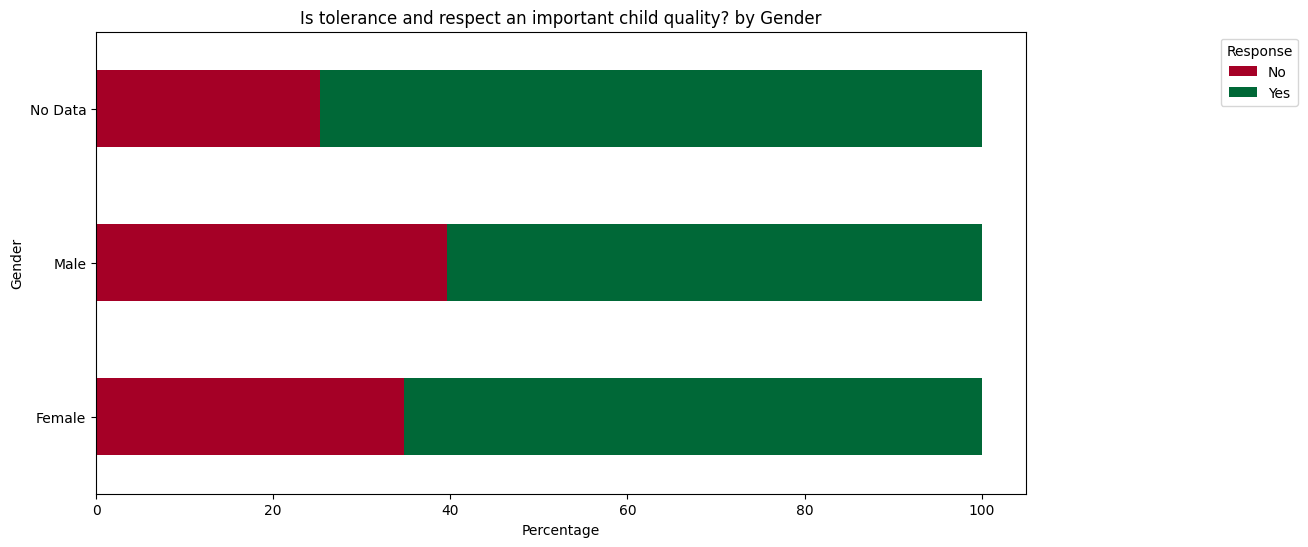 Is tolerance and respect an important child quality? by Gender
Response
No
Yes
No Data
Male
Female
Gender
0 20 40 60 80 100
Percentage